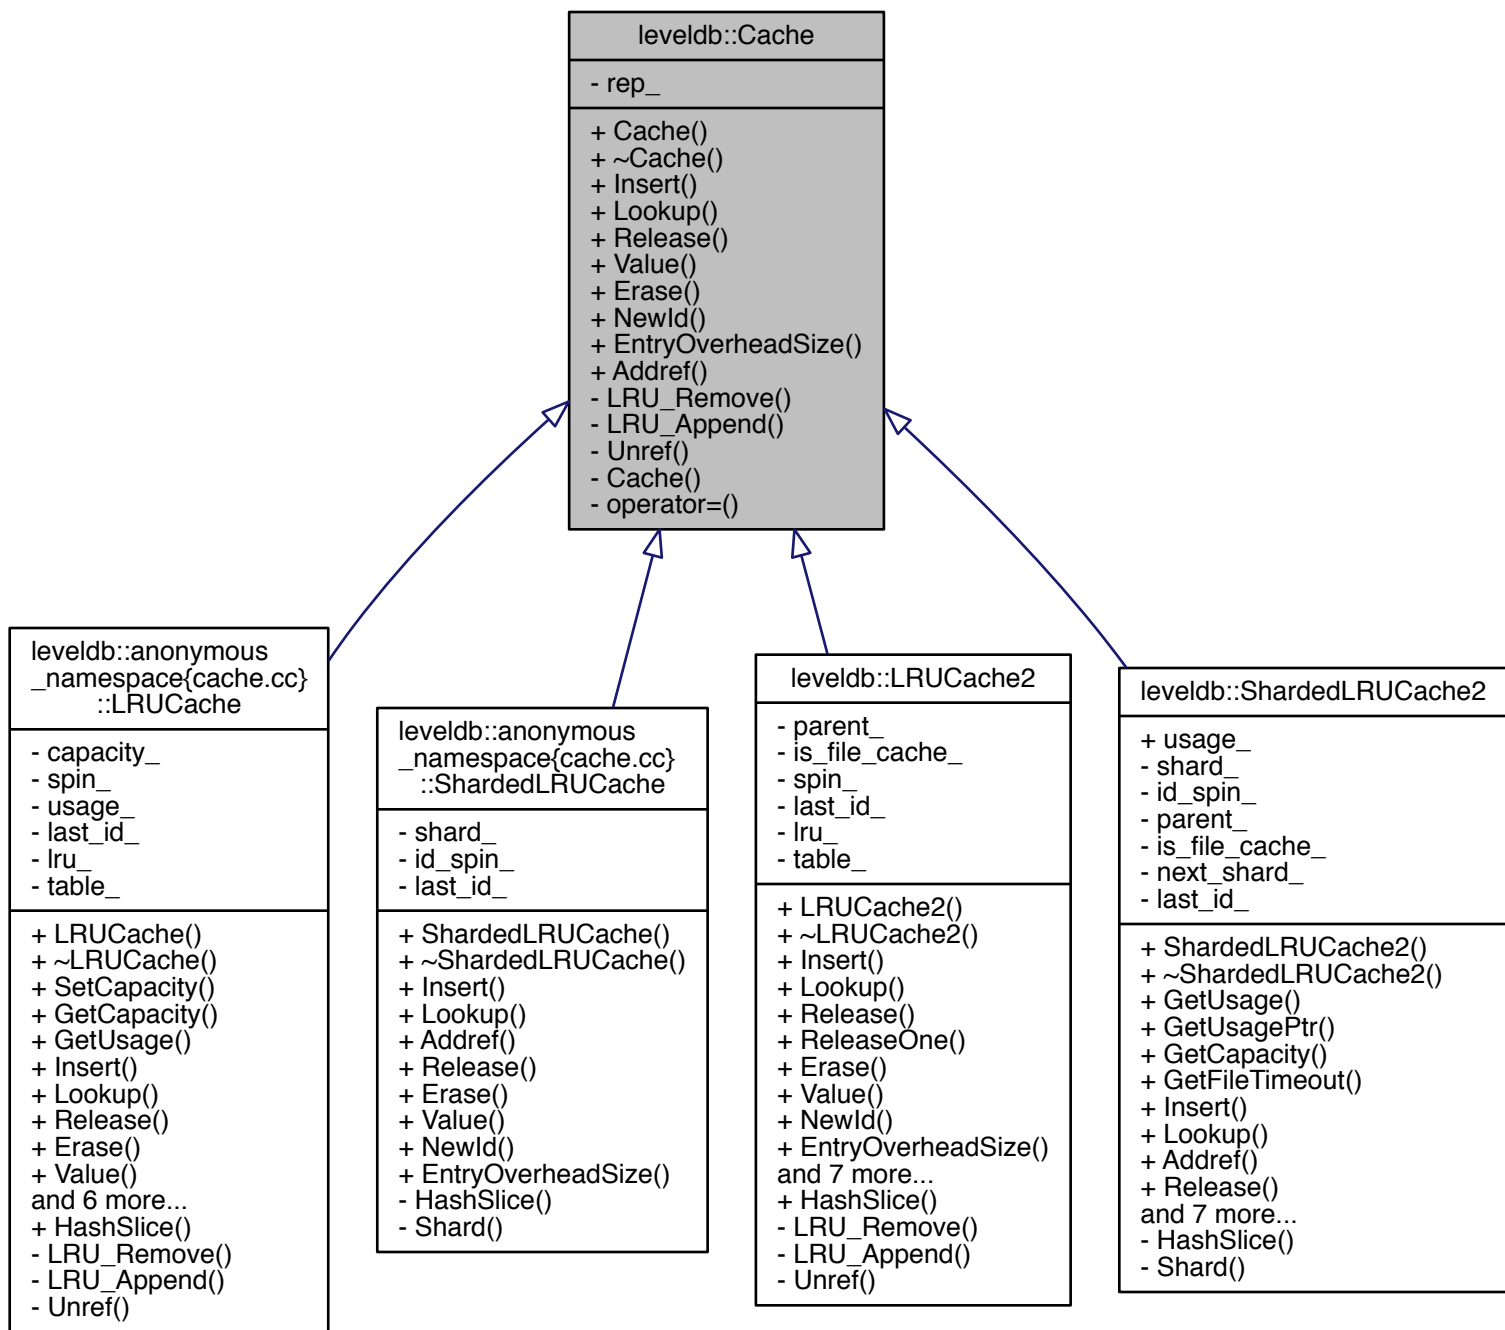 leveldb::Cache
- rep_
+ Cache()
+ ~Cache()
+ Insert()
+ Lookup()
+ Release()
+ Value()
+ Erase()
+ NewId()
+ EntryOverheadSize()
+ Addref()
- LRU_Remove()
- LRU_Append()
- Unref()
- Cache()
- operator=()
leveldb::anonymous
_namespace{cache.cc}
::LRUCache
- capacity_
- spin_
- usage_
- last_id_
- lru_
- table_
+ LRUCache()
+ ~LRUCache()
+ SetCapacity()
+ GetCapacity()
+ GetUsage()
+ Insert()
+ Lookup()
+ Release()
+ Erase()
+ Value()
and 6 more...
+ HashSlice()
- LRU_Remove()
- LRU_Append()
- Unref()
leveldb::anonymous
_namespace{cache.cc}
::ShardedLRUCache
- shard_
- id_spin_
- last_id_
+ ShardedLRUCache()
+ ~ShardedLRUCache()
+ Insert()
+ Lookup()
+ Addref()
+ Release()
+ Erase()
+ Value()
+ NewId()
+ EntryOverheadSize()
- HashSlice()
- Shard()
leveldb::LRUCache2
- parent_
- is_file_cache_
- spin_
- last_id_
- lru_
- table_
+ LRUCache2()
+ ~LRUCache2()
+ Insert()
+ Lookup()
+ Release()
+ ReleaseOne()
+ Erase()
+ Value()
+ NewId()
+ EntryOverheadSize()
and 7 more...
+ HashSlice()
- LRU_Remove()
- LRU_Append()
- Unref()
leveldb::ShardedLRUCache2
+ usage_
- shard_
- id_spin_
- parent_
- is_file_cache_
- next_shard_
- last_id_
+ ShardedLRUCache2()
+ ~ShardedLRUCache2()
+ GetUsage()
+ GetUsagePtr()
+ GetCapacity()
+ GetFileTimeout()
+ Insert()
+ Lookup()
+ Addref()
+ Release()
and 7 more...
- HashSlice()
- Shard()